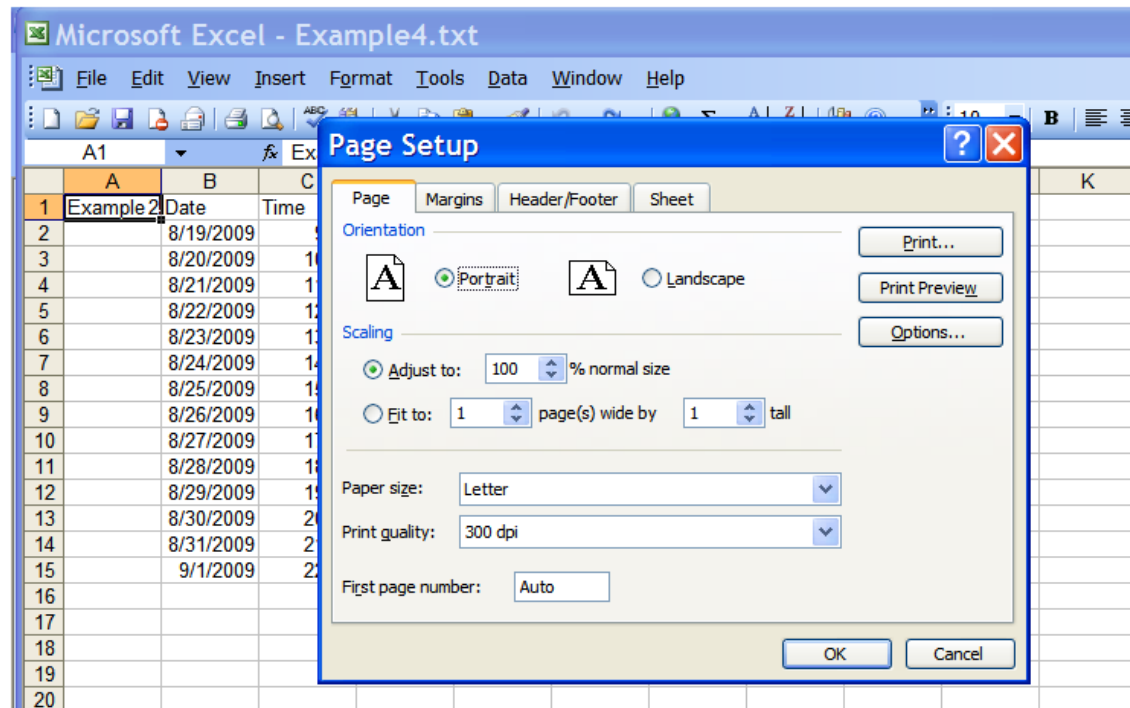 Microsoft Excel - Example4.txt
File Edit View Insert Format Tools Data Window Help
ABC 10 B
A1 fx Ex
Page Setup
A B C K
Page Margins Header/Footer Sheet
1 Example 2 Date Time
Orientation
2 8/19/2009
Print...
3 8/20/2009
A Portrait A Landscape
4 8/21/2009
Print Preview
5 8/22/2009
Scaling
Options...
6 8/23/2009
7 8/24/2009
Adjust to: 100 % normal size
8 8/25/2009
9 8/26/2009
Fit to: 1 page(s) wide by 1 tall
10 8/27/2009
11 8/28/2009
12 8/29/2009
Paper size: Letter
13 8/30/2009
Print quality: 300 dpi
14 8/31/2009
15 9/1/2009
First page number: Auto
16
17
18
OK Cancel
19
20